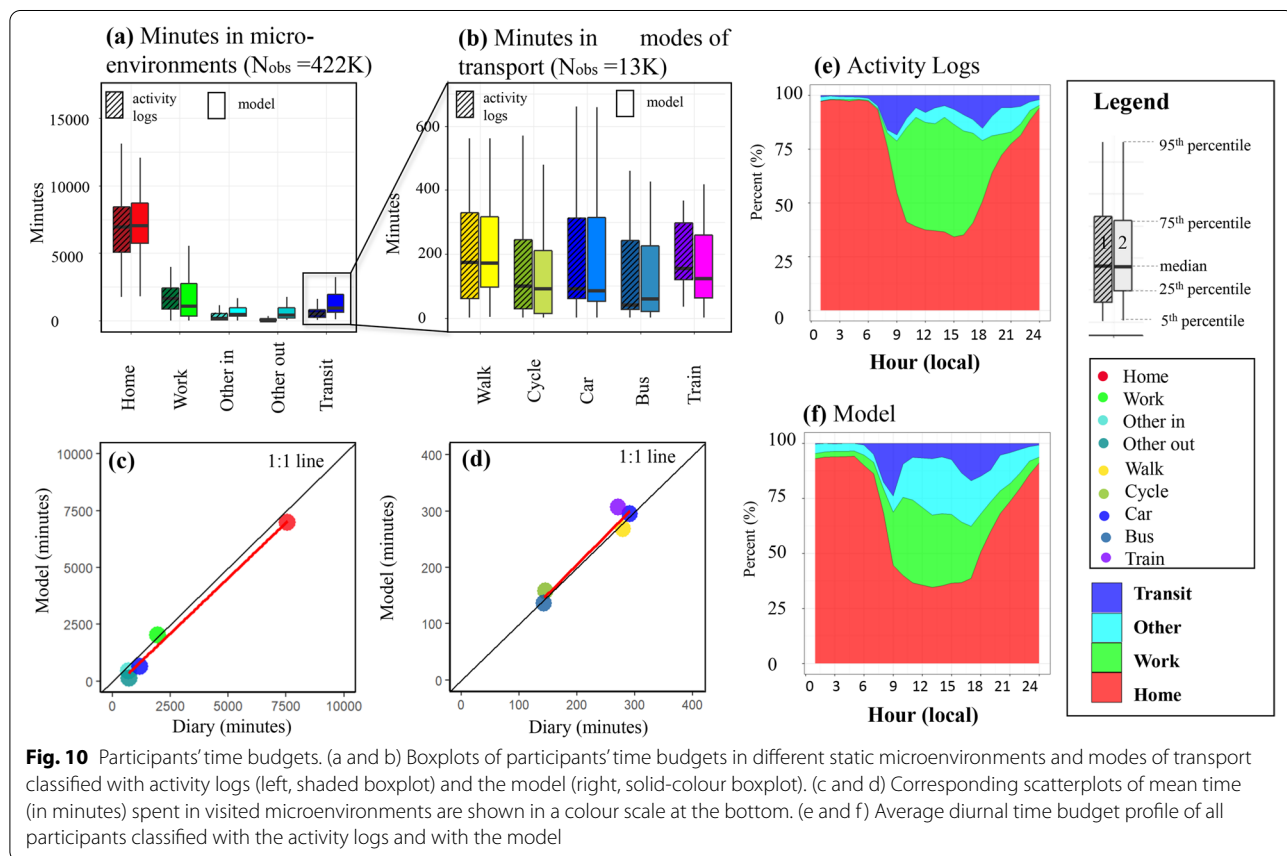 (a) Minutes in micro-
environments (Nobs =422K)
activity
logs
model
Minutes
15000
10000
5000
0
Home
Work
Other in
Other out
Transit
(b) Minutes in modes of
transport (Nobs =13K)
activity
logs
model
Minutes
600
400
200
0
Walk
Cycle
Car
Bus
Train
(c)
1:1 line
Model (minutes)
10000
7500
5000
2500
0
0 2500 5000 7500 10000
Diary (minutes)
(d)
1:1 line
Model (minutes)
400
300
200
100
0
0 100 200 300 400
Diary (minutes)
(e) Activity Logs
Percent (%)
100
75
50
25
0
0 3 6 9 12 15 18 21 24
Hour (local)
(f) Model
Percent (%)
100
75
50
25
0
0 3 6 9 12 15 18 21 24
Hour (local)
Legend
1 2
95th percentile
75th percentile
median
25th percentile
5th percentile
Home
Work
Other in
Other out
Walk
Cycle
Car
Bus
Train
Transit
Other
Work
Home
Fig. 10 Participants' time budgets. (a and b) Boxplots of participants' time budgets in different static microenvironments and modes of transport
classified with activity logs (left, shaded boxplot) and the model (right, solid-colour boxplot). (c and d) Corresponding scatterplots of mean time
(in minutes) spent in visited microenvironments are shown in a colour scale at the bottom. (e and f) Average diurnal time budget profile of all
participants classified with the activity logs and with the model